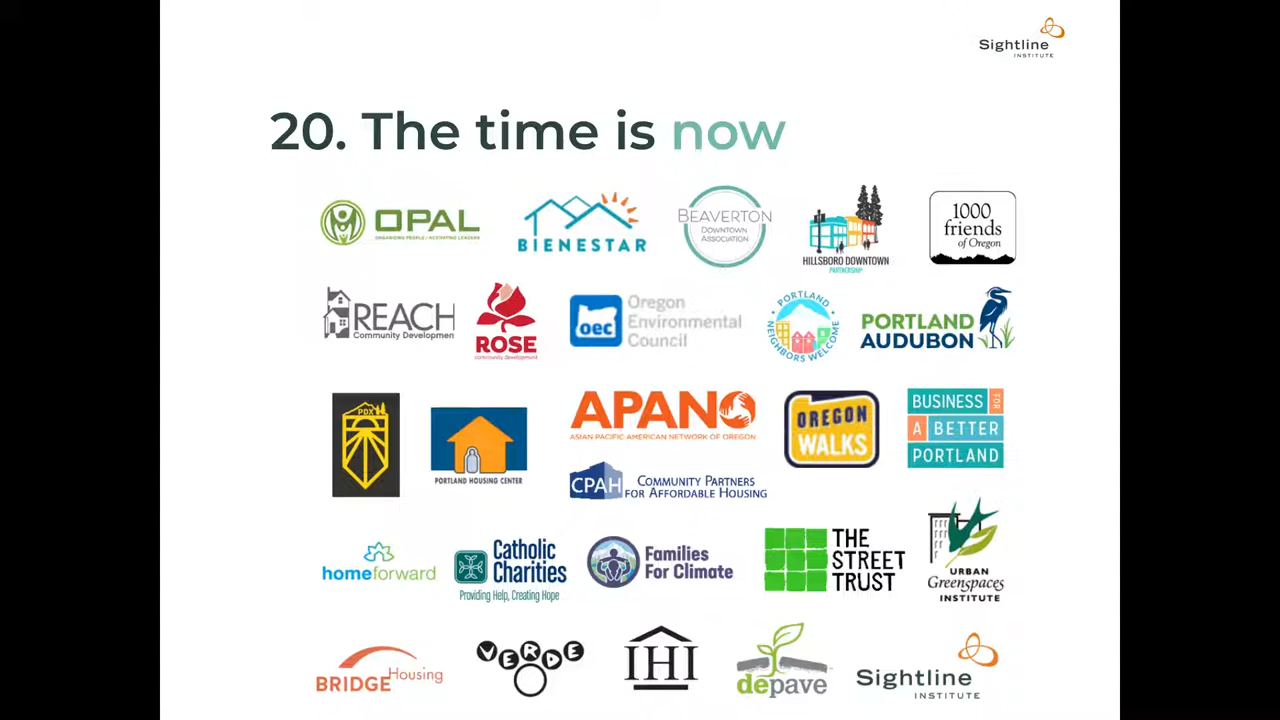 Sightline
INSTITUTE
20. The time is now
OPAL
ORGANIZING PEOPLE / ACTIVATING LEADERS
BIENESTAR
BEAVERTON
DOWNTOWN
ASSOCIATION
HILLSBORO DOWNTOWN
PARTNERSHIP
1000
friends
of Oregon
REACH
Community Developmen
ROSE
community development
oec
Oregon
Environmental
Council
PORTLAND
NEIGHBORS WELCOME
PORTLAND
AUDUBON
PDX
PORTLAND HOUSING CENTER
APANO
ASIAN PACIFIC AMERICAN NETWORK OF OREGON
CPAH
COMMUNITY PARTNERS
FOR AFFORDABLE HOUSING
OREGON
WALKS
BUSINESS FOR
A BETTER
PORTLAND
homeforward
Catholic
Charities
Providing Help, Creating Hope
Families
For Climate
THE
STREET
TRUST
URBAN
Greenspaces
INSTITUTE
BRIDGE Housing
VERDE
IHI
depave
Sightline
INSTITUTE